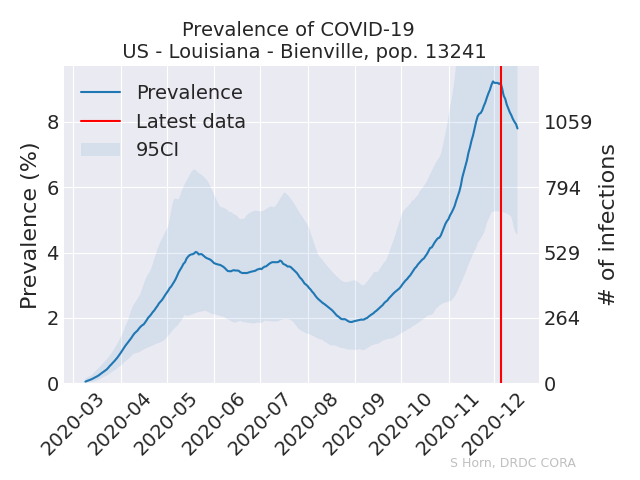 Prevalence of COVID-19
US - Louisiana - Bienville, pop. 13241
Prevalence
Latest data
95CI
Prevalence (%)
8
6
4
2
0
1059
794
529
264
0
# of infections
2020-03
2020-04
2020-05
2020-06
2020-07
2020-08
2020-09
2020-10
2020-11
2020-12
S Horn, DRDC CORA